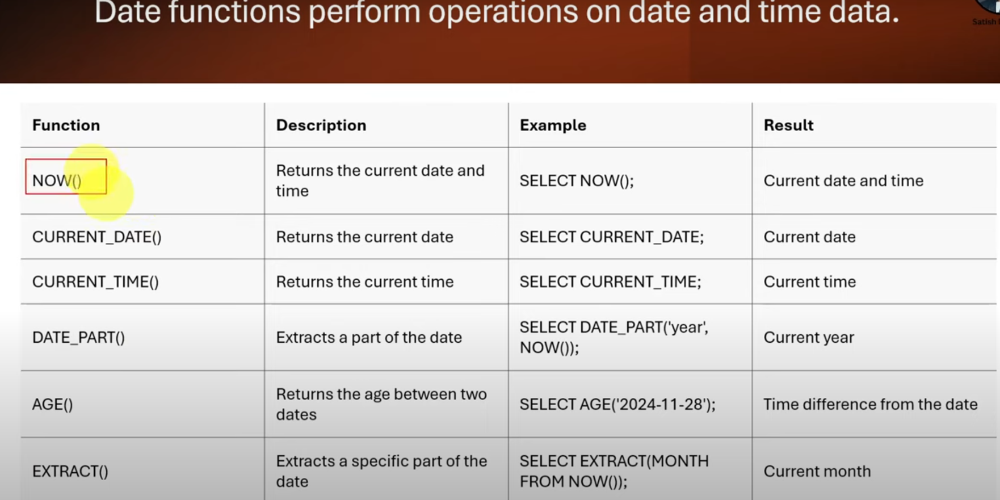 Date functions perform operations on date and time data.
Satish
Function Description Example Result
NOW() Returns the current date and time SELECT NOW(); Current date and time
CURRENT_DATE() Returns the current date SELECT CURRENT_DATE; Current date
CURRENT_TIME() Returns the current time SELECT CURRENT_TIME; Current time
DATE_PART() Extracts a part of the date SELECT DATE_PART('year', NOW()); Current year
AGE() Returns the age between two dates SELECT AGE('2024-11-28'); Time difference from the date
EXTRACT() Extracts a specific part of the date SELECT EXTRACT(MONTH FROM NOW()); Current month